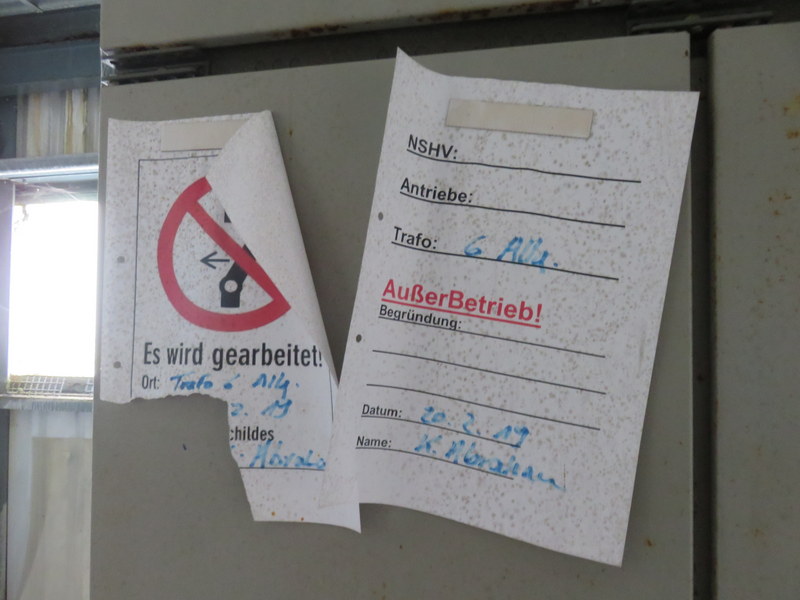 Es wird gearbeitet!
Ort: Trafo 6 Allg.
2. 19
childes
NSHV:
Antriebe:
Trafo: 6 Allg.
AußerBetrieb!
Begründung:
Datum: 20. 2. 19
Name: K. Abraham